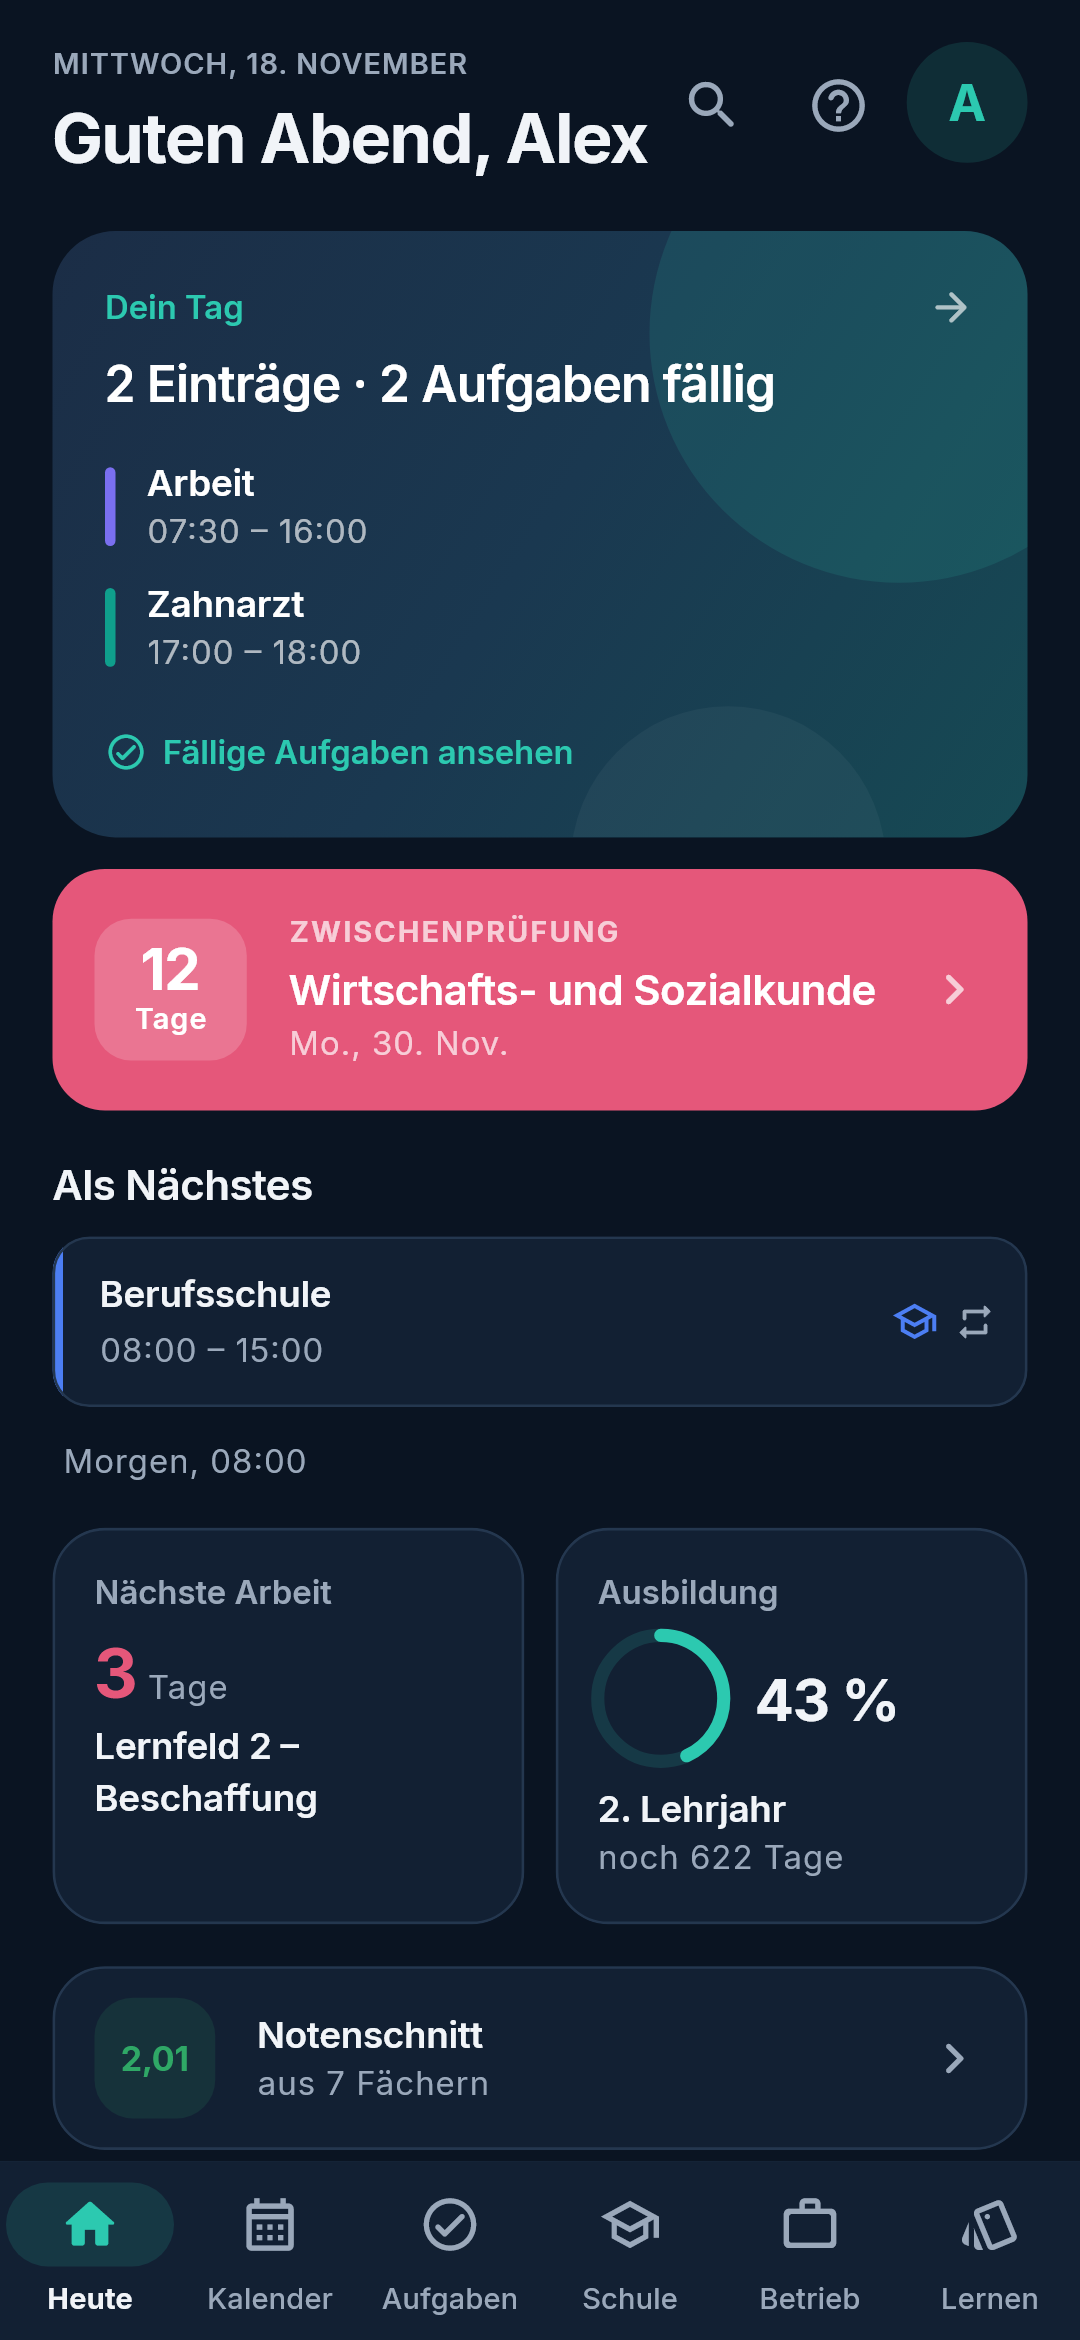 MITTWOCH, 18. NOVEMBER
Guten Abend, Alex
A
Dein Tag
2 Einträge · 2 Aufgaben fällig
Arbeit
07:30 – 16:00
Zahnarzt
17:00 – 18:00
Fällige Aufgaben ansehen
12
Tage
ZWISCHENPRÜFUNG
Wirtschafts- und Sozialkunde
Mo., 30. Nov.
Als Nächstes
Berufsschule
08:00 – 15:00
Morgen, 08:00
Nächste Arbeit
3 Tage
Lernfeld 2 –
Beschaffung
Ausbildung
43 %
2. Lehrjahr
noch 622 Tage
2,01
Notenschnitt
aus 7 Fächern
Heute
Kalender
Aufgaben
Schule
Betrieb
Lernen